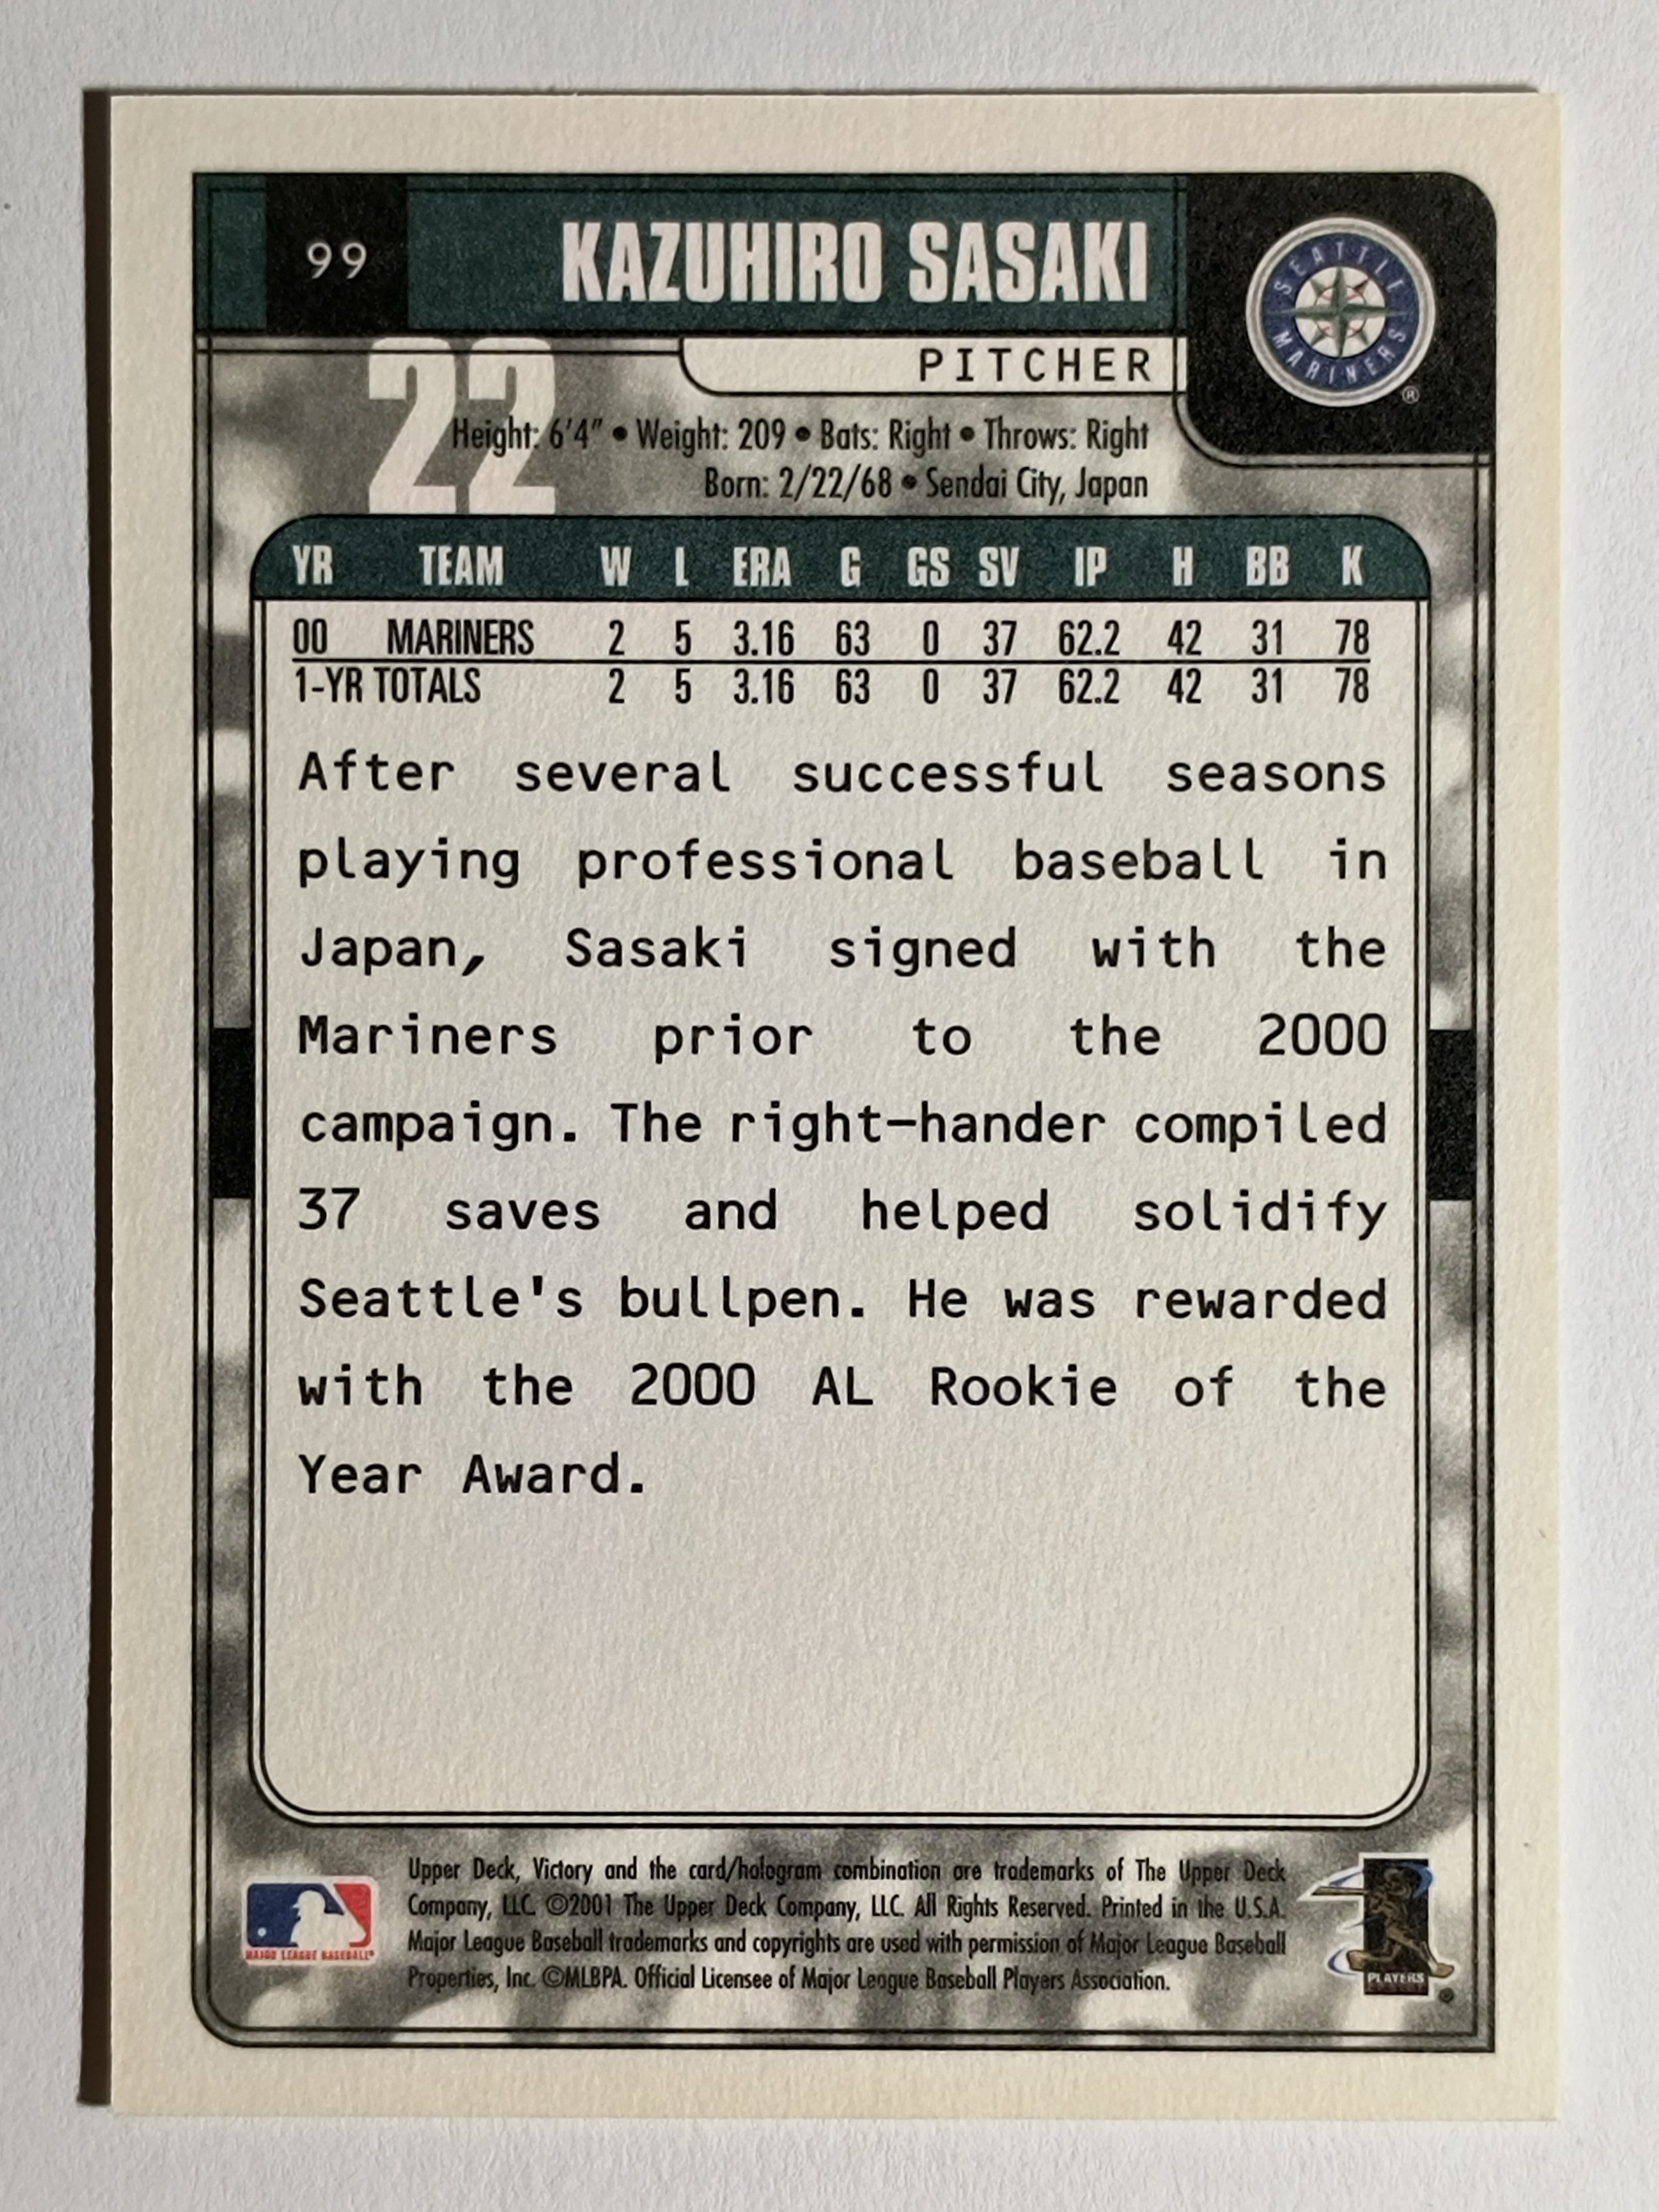 99
KAZUHIRO SASAKI
SEATTLE
MARINERS
®
PITCHER
22
Height: 6'4" • Weight: 209 • Bats: Right • Throws: Right
Born: 2/22/68 • Sendai City, Japan
YR TEAM W L ERA G GS SV IP H BB K
00 MARINERS 2 5 3.16 63 0 37 62.2 42 31 78
1-YR TOTALS 2 5 3.16 63 0 37 62.2 42 31 78
After several successful seasons
playing professional baseball in
Japan, Sasaki signed with the
Mariners prior to the 2000
campaign. The right-hander compiled
37 saves and helped solidify
Seattle's bullpen. He was rewarded
with the 2000 AL Rookie of the
Year Award.
Upper Deck, Victory and the card/hologram combination are trademarks of The Upper Deck
Company, LLC. ©2001 The Upper Deck Company, LLC. All Rights Reserved. Printed in the U.S.A.
Major League Baseball trademarks and copyrights are used with permission of Major League Baseball
Properties, Inc. ©MLBPA. Official Licensee of Major League Baseball Players Association.
MAJOR LEAGUE BASEBALL®
PLAYERS